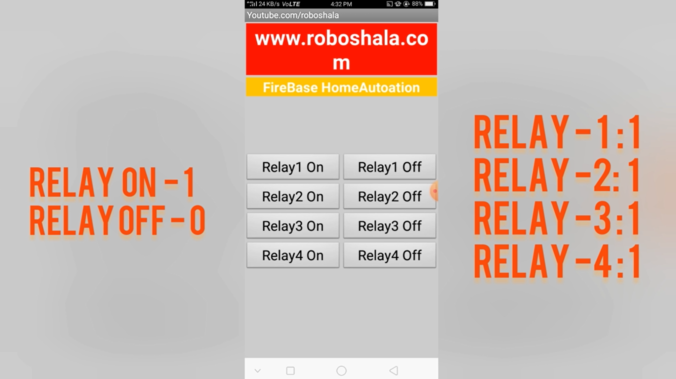 24 KB/s VoLTE 4:32 PM 88%
Youtube.com/roboshala
www.roboshala.co
m
FireBase HomeAutoation
Relay1 On Relay1 Off
Relay2 On Relay2 Off
Relay3 On Relay3 Off
Relay4 On Relay4 Off
RELAY ON - 1
RELAY OFF - 0
RELAY - 1 : 1
RELAY - 2 : 1
RELAY - 3 : 1
RELAY - 4 : 1